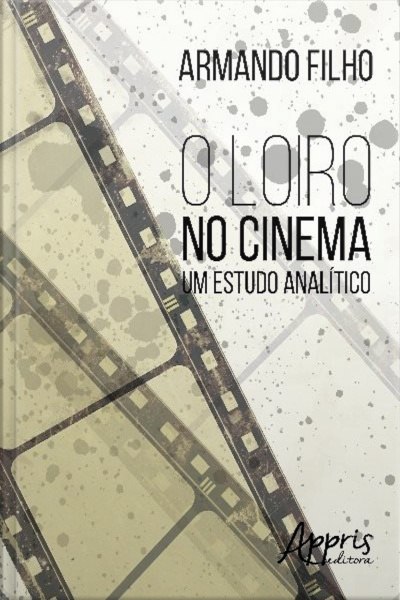 ARMANDO FILHO
O LOIRO
NO CINEMA
UM ESTUDO ANALÍTICO
Appris
editora